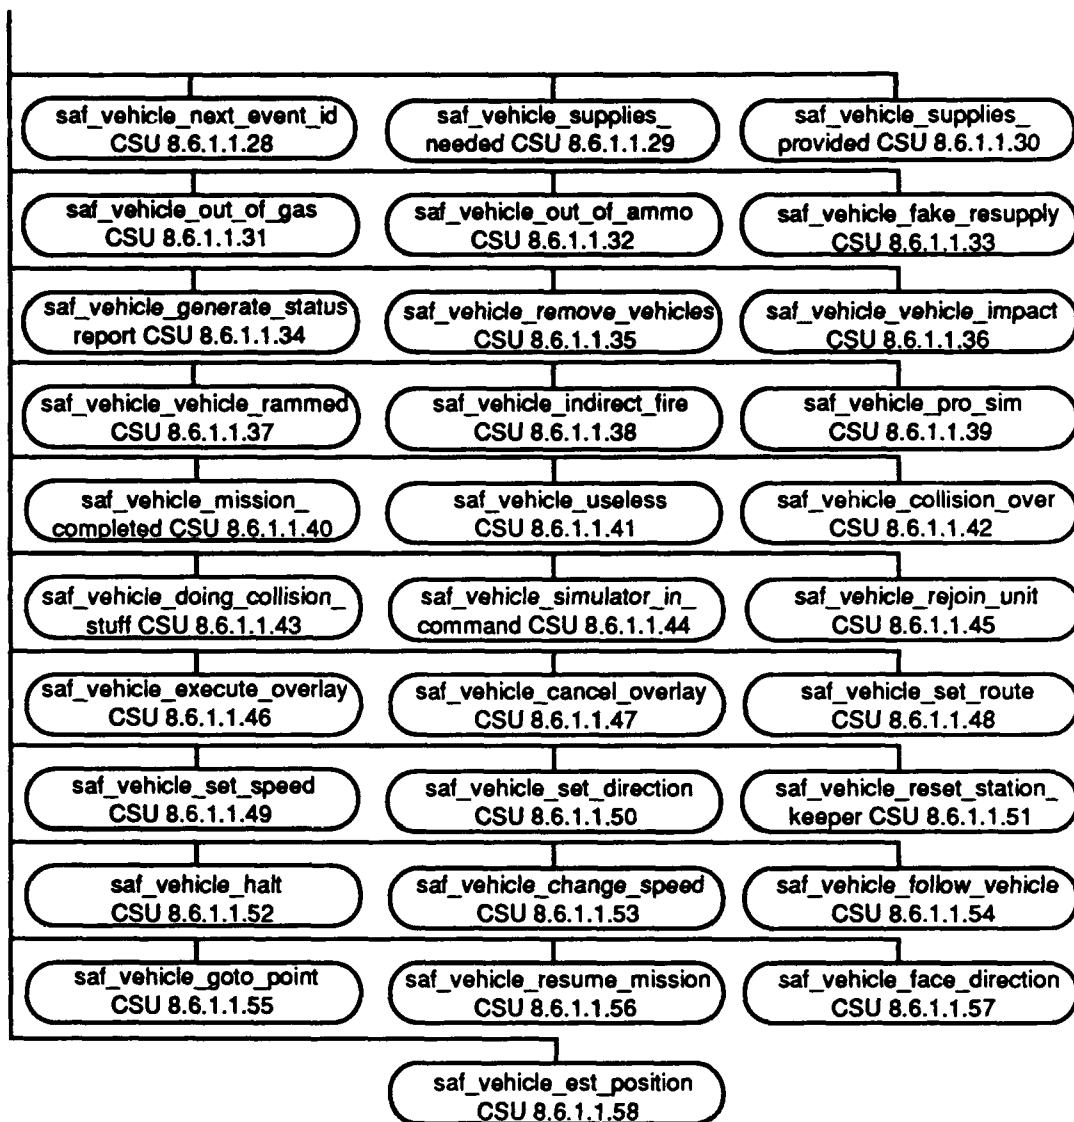 saf_vehicle_next_event_id
CSU 8.6.1.1.28
saf_vehicle_supplies_
needed CSU 8.6.1.1.29
saf_vehicle_supplies_
provided CSU 8.6.1.1.30
saf_vehicle_out_of_gas
CSU 8.6.1.1.31
saf_vehicle_out_of_ammo
CSU 8.6.1.1.32
saf_vehicle_fake_resupply
CSU 8.6.1.1.33
saf_vehicle_generate_status
report CSU 8.6.1.1.34
saf_vehicle_remove_vehicles
CSU 8.6.1.1.35
saf_vehicle_vehicle_impact
CSU 8.6.1.1.36
saf_vehicle_vehicle_rammed
CSU 8.6.1.1.37
saf_vehicle_indirect_fire
CSU 8.6.1.1.38
saf_vehicle_pro_sim
CSU 8.6.1.1.39
saf_vehicle_mission_
completed CSU 8.6.1.1.40
saf_vehicle_useless
CSU 8.6.1.1.41
saf_vehicle_collision_over
CSU 8.6.1.1.42
saf_vehicle_doing_collision_
stuff CSU 8.6.1.1.43
saf_vehicle_simulator_in_
command CSU 8.6.1.1.44
saf_vehicle_rejoin_unit
CSU 8.6.1.1.45
saf_vehicle_execute_overlay
CSU 8.6.1.1.46
saf_vehicle_cancel_overlay
CSU 8.6.1.1.47
saf_vehicle_set_route
CSU 8.6.1.1.48
saf_vehicle_set_speed
CSU 8.6.1.1.49
saf_vehicle_set_direction
CSU 8.6.1.1.50
saf_vehicle_reset_station_
keeper CSU 8.6.1.1.51
saf_vehicle_halt
CSU 8.6.1.1.52
saf_vehicle_change_speed
CSU 8.6.1.1.53
saf_vehicle_follow_vehicle
CSU 8.6.1.1.54
saf_vehicle_goto_point
CSU 8.6.1.1.55
saf_vehicle_resume_mission
CSU 8.6.1.1.56
saf_vehicle_face_direction
CSU 8.6.1.1.57
saf_vehicle_est_position
CSU 8.6.1.1.58